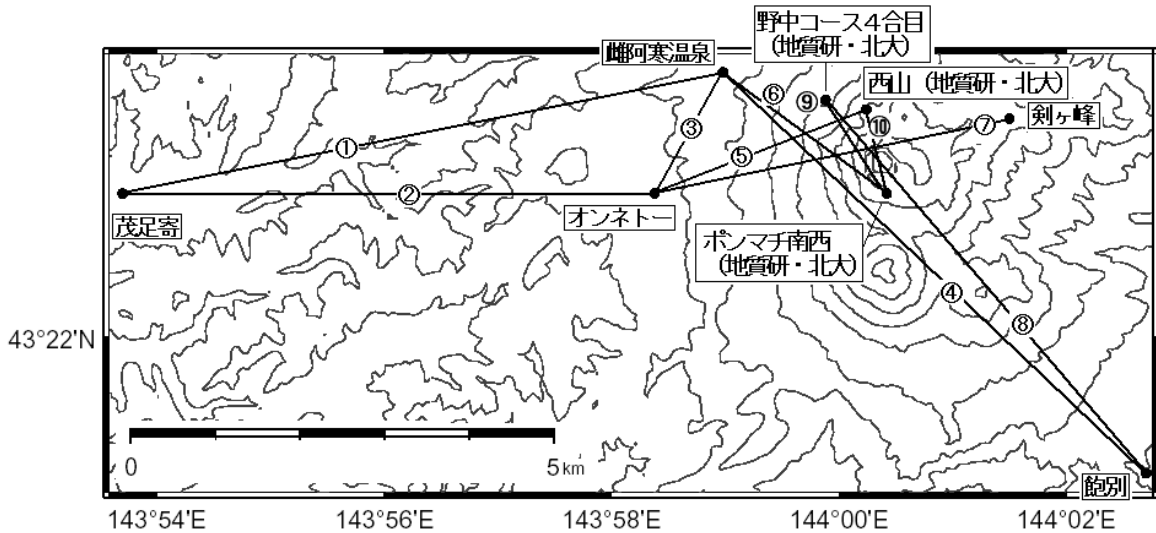 野中コース４合目
（地質研・北大）
雌阿寒温泉
西山（地質研・北大）
⑥
⑨
剣ヶ峰
③
⑩
⑦
①
⑤
②
茂足寄
オンネトー
ポンマチ南西
（地質研・北大）
④
⑧
43°22'N
0
5km
飽別
143°54'E
143°56'E
143°58'E
144°00'E
144°02'E